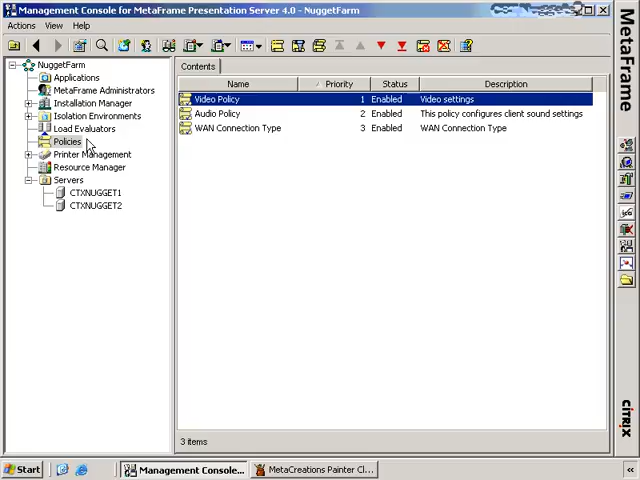 Management Console for MetaFrame Presentation Server 4.0 - NuggetFarm
Actions View Help
NuggetFarm
Applications
MetaFrame Administrators
Installation Manager
Isolation Environments
Load Evaluators
Policies
Printer Management
Resource Manager
Servers
CTXNUGGET1
CTXNUGGET2
Contents
Name Priority Status Description
Video Policy 1 Enabled Video settings
Audio Policy 2 Enabled This policy configures client sound settings
WAN Connection Type 3 Enabled WAN Connection Type
3 items
MetaFrame
CITRIX
Start Management Console... MetaCreations Painter Cl...